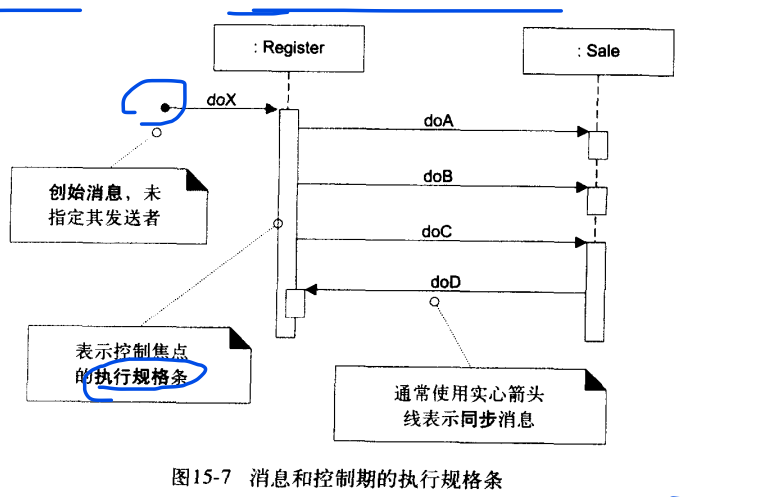 : Register
: Sale
doX
doA
创始消息，未
指定其发送者
doB
doC
doD
表示控制焦点
的执行规格条
通常使用实心箭头
线表示同步消息
图15-7 消息和控制期的执行规格条